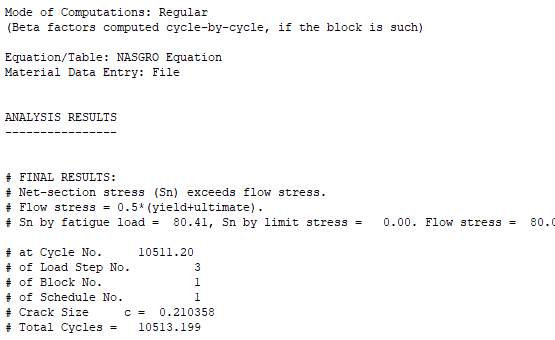 Mode of Computations: Regular
(Beta factors computed cycle-by-cycle, if the block is such)
Equation/Table: NASGRO Equation
Material Data Entry: File
ANALYSIS RESULTS
----------------
# FINAL RESULTS:
# Net-section stress (Sn) exceeds flow stress.
# Flow stress = 0.5*(yield+ultimate).
# Sn by fatigue load = 80.41, Sn by limit stress = 0.00. Flow stress = 80.0
# at Cycle No. 10511.20
# of Load Step No. 3
# of Block No. 1
# of Schedule No. 1
# Crack Size c = 0.210358
# Total Cycles = 10513.199